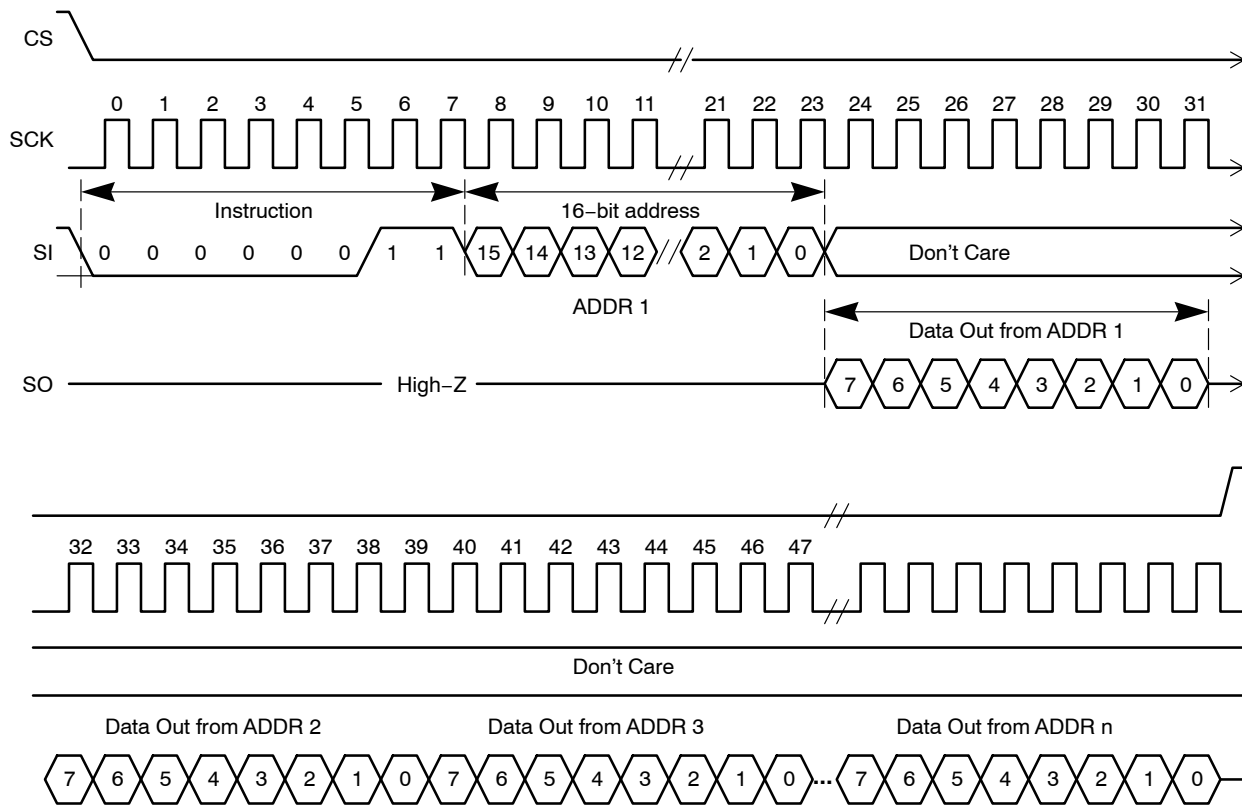 CS
0 1 2 3 4 5 6 7 8 9 10 11 21 22 23 24 25 26 27 28 29 30 31
SCK
Instruction 16−bit address
SI 0 0 0 0 0 0 1 1 15 14 13 12 2 1 0 Don't Care
ADDR 1
Data Out from ADDR 1
SO High−Z 7 6 5 4 3 2 1 0
32 33 34 35 36 37 38 39 40 41 42 43 44 45 46 47
Don't Care
Data Out from ADDR 2 Data Out from ADDR 3 Data Out from ADDR n
7 6 5 4 3 2 1 0 7 6 5 4 3 2 1 0 ... 7 6 5 4 3 2 1 0